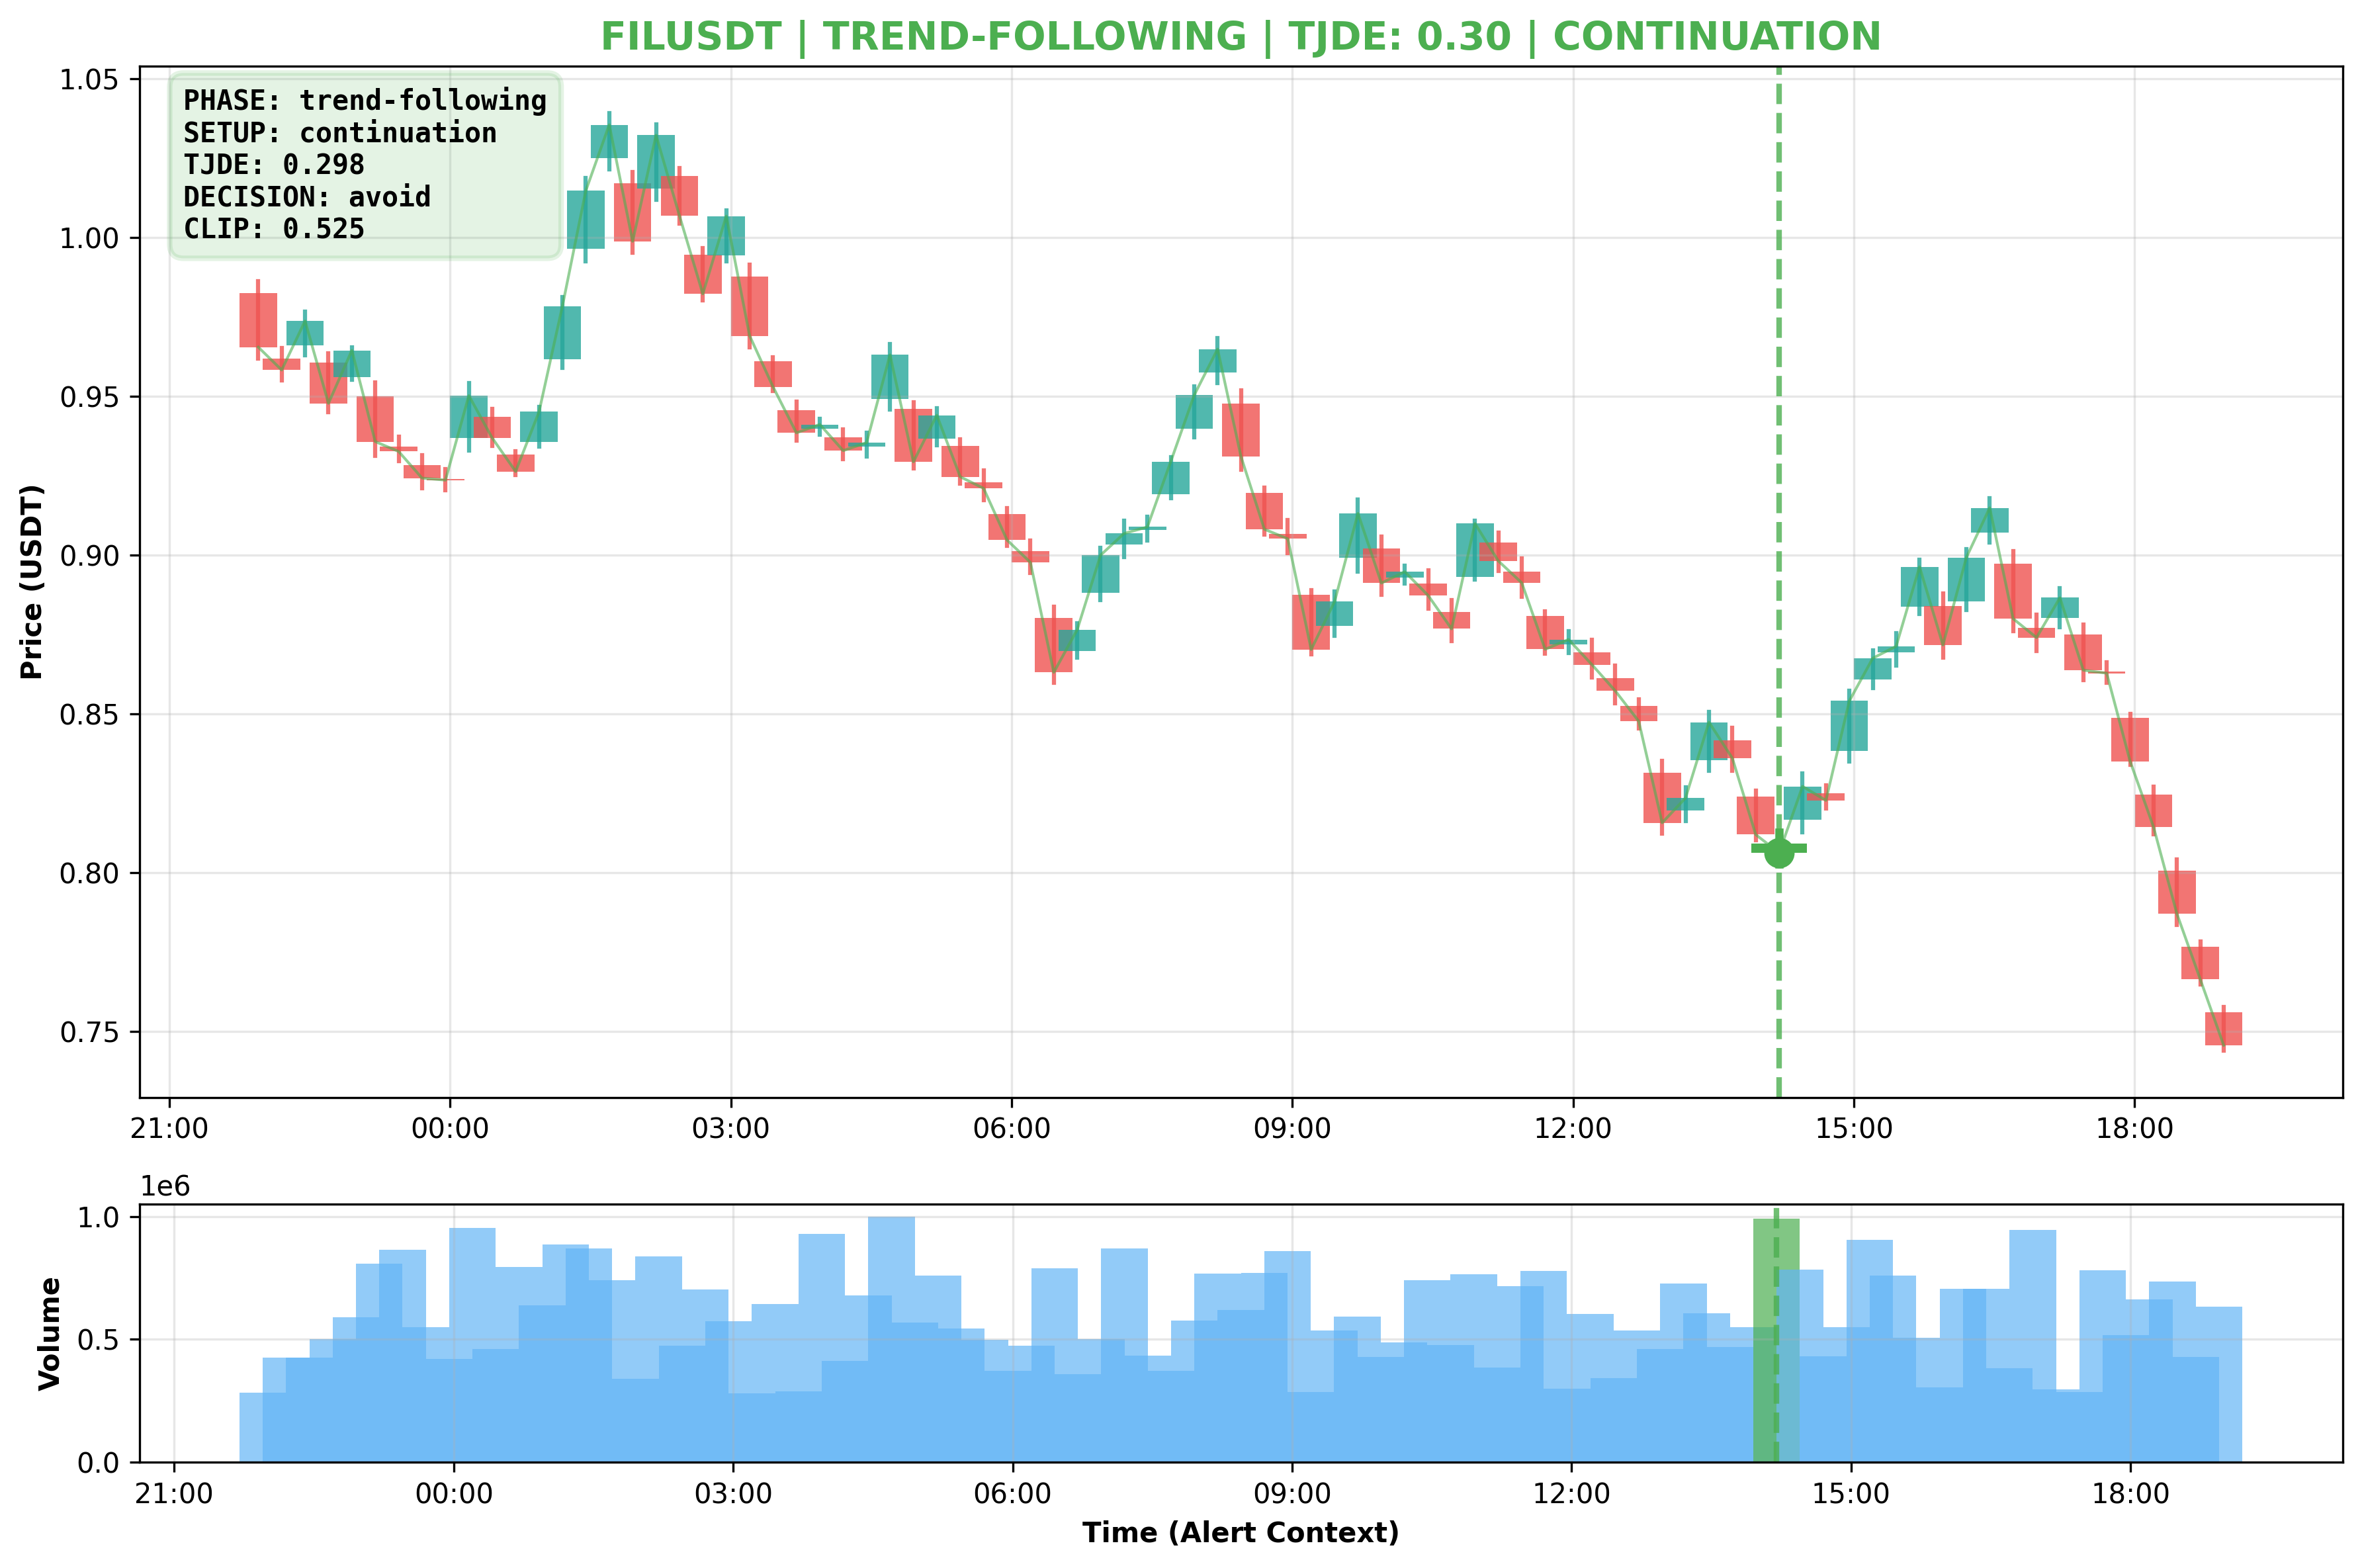 FILUSDT | TREND-FOLLOWING | TJDE: 0.30 | CONTINUATION
PHASE: trend-following
SETUP: continuation
TJDE: 0.298
DECISION: avoid
CLIP: 0.525
Price (USDT)
1.05
1.00
0.95
0.90
0.85
0.80
0.75
21:00 00:00 03:00 06:00 09:00 12:00 15:00 18:00
1e6
Volume
1.0
0.5
0.0
21:00 00:00 03:00 06:00 09:00 12:00 15:00 18:00
Time (Alert Context)